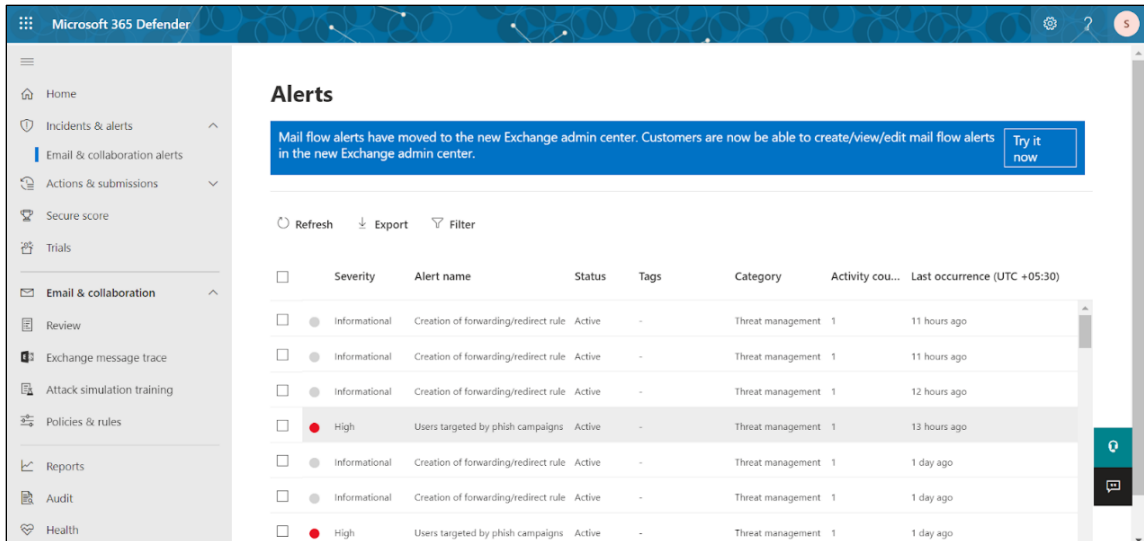 Microsoft 365 Defender
?
S
Home
Incidents & alerts
Email & collaboration alerts
Actions & submissions
Secure score
Trials
Email & collaboration
Review
Exchange message trace
Attack simulation training
Policies & rules
Reports
Audit
Health
Alerts
Mail flow alerts have moved to the new Exchange admin center. Customers are now be able to create/view/edit mail flow alerts
in the new Exchange admin center.
Try it
now
Refresh Export Filter
Severity Alert name Status Tags Category Activity cou... Last occurrence (UTC +05:30)
Informational Creation of forwarding/redirect rule Active - Threat management 1 11 hours ago
Informational Creation of forwarding/redirect rule Active - Threat management 1 11 hours ago
Informational Creation of forwarding/redirect rule Active - Threat management 1 12 hours ago
High Users targeted by phish campaigns Active - Threat management 1 13 hours ago
Informational Creation of forwarding/redirect rule Active - Threat management 1 1 day ago
Informational Creation of forwarding/redirect rule Active - Threat management 1 1 day ago
High Users targeted by phish campaigns Active - Threat management 1 1 day ago